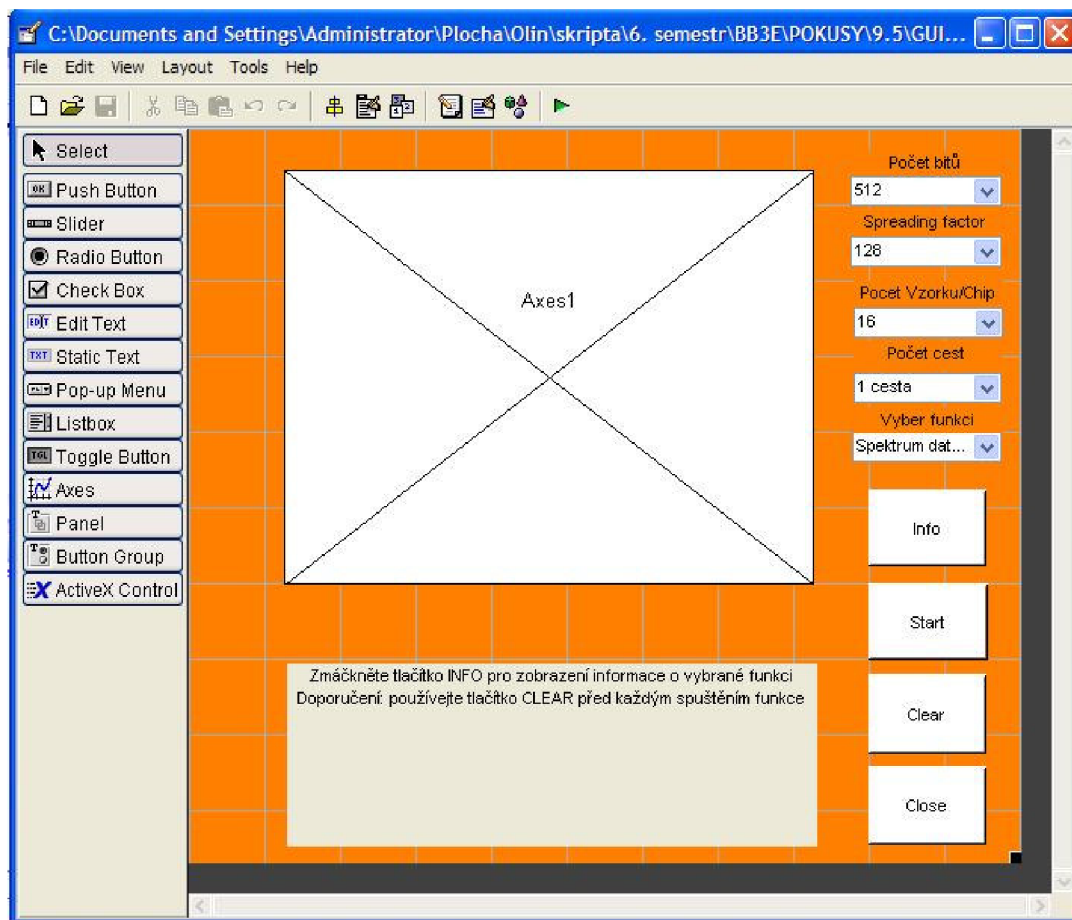 C:\Documents and Settings\Administrator\Plocha\Olin\skripta\6. semestr\BB3E\POKUSY\9.5\GUI...
File Edit View Layout Tools Help
Select
OK Push Button
Slider
Radio Button
Check Box
EDIT Edit Text
TXT Static Text
Pop-up Menu
Listbox
TGL Toggle Button
Axes
Panel
Button Group
ActiveX Control
Axes1
Počet bitů
512
Spreading factor
128
Pocet Vzorku/Chip
16
Počet cest
1 cesta
Vyber funkci
Spektrum dat...
Info
Start
Clear
Close
Zmáčkněte tlačítko INFO pro zobrazení informace o vybrané funkci
Doporučení: používejte tlačítko CLEAR před každým spuštěním funkce